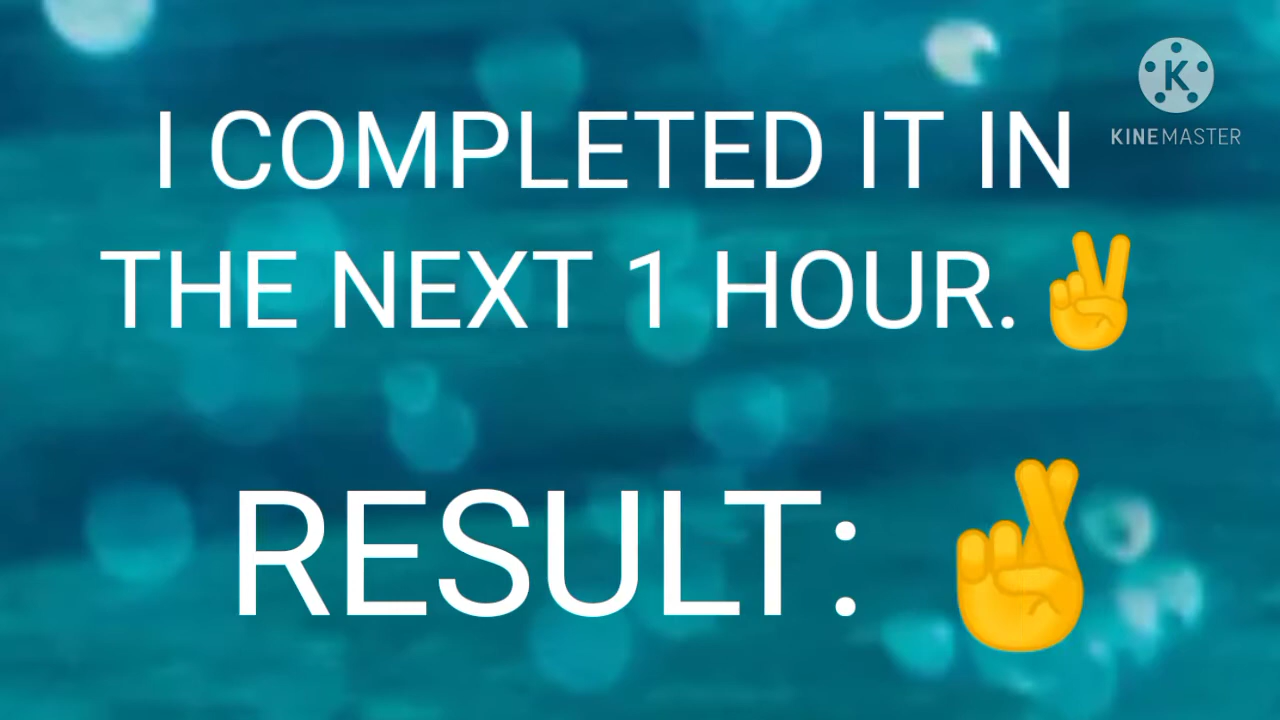 I COMPLETED IT IN
THE NEXT 1 HOUR.✌
RESULT: 🤞
K
KINEMASTER